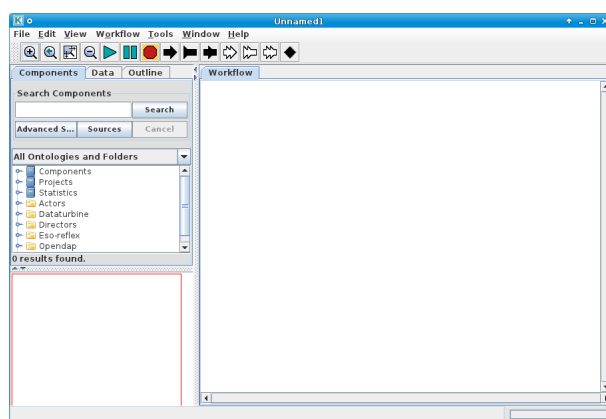 Unnamed1
File Edit View Workflow Tools Window Help
Components Data Outline
Workflow
Search Components
Search
Advanced S... Sources Cancel
All Ontologies and Folders
Components
Projects
Statistics
Actors
Dataturbine
Directors
Eso-reflex
Opendap
0 results found.